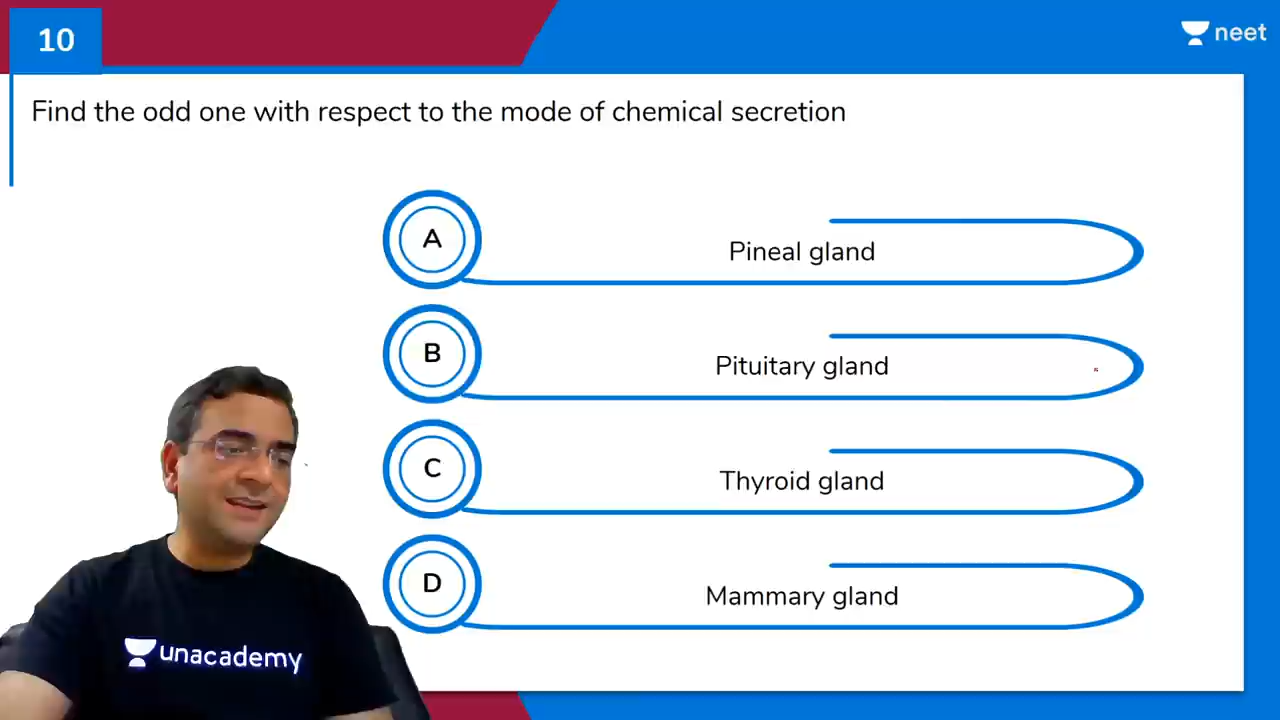 10
neet
Find the odd one with respect to the mode of chemical secretion
A
Pineal gland
B
Pituitary gland
C
Thyroid gland
D
Mammary gland
unacademy